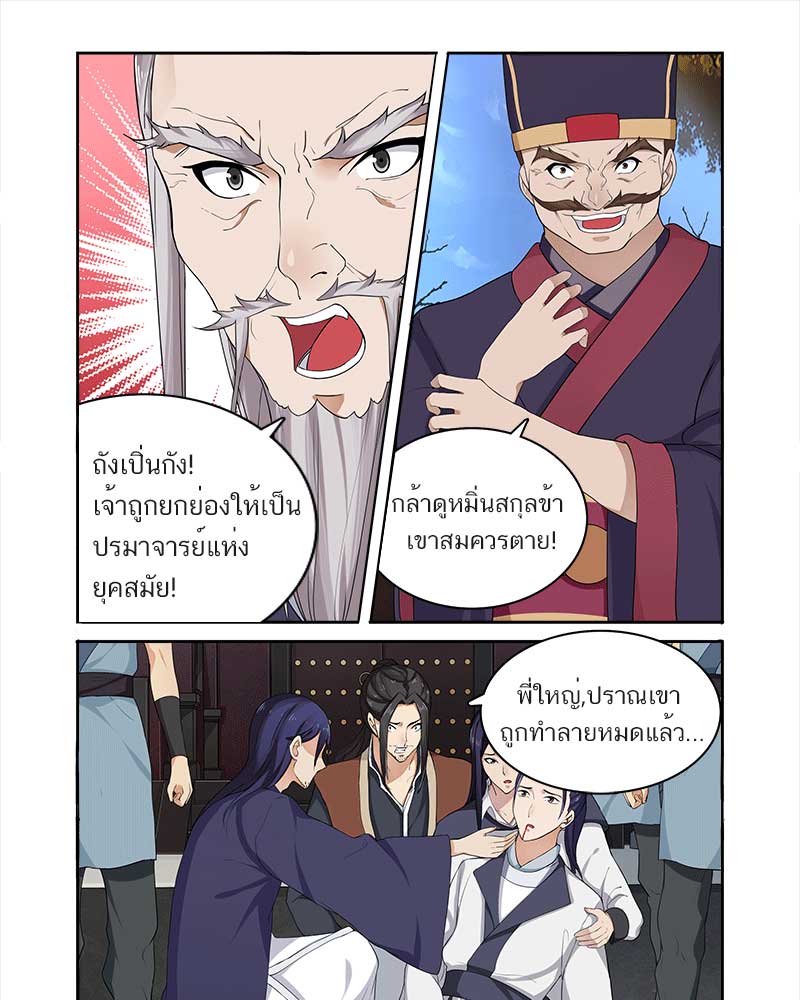 ถังเปิ่นกัง!
เจ้าถูกยกย่องให้เป็น
ปรมาจารย์แห่ง
ยุคสมัย!
กล้าดูหมิ่นสกุลข้า
เขาสมควรตาย!
พี่ใหญ่,ปราณเขา
ถูกทำลายหมดแล้ว...